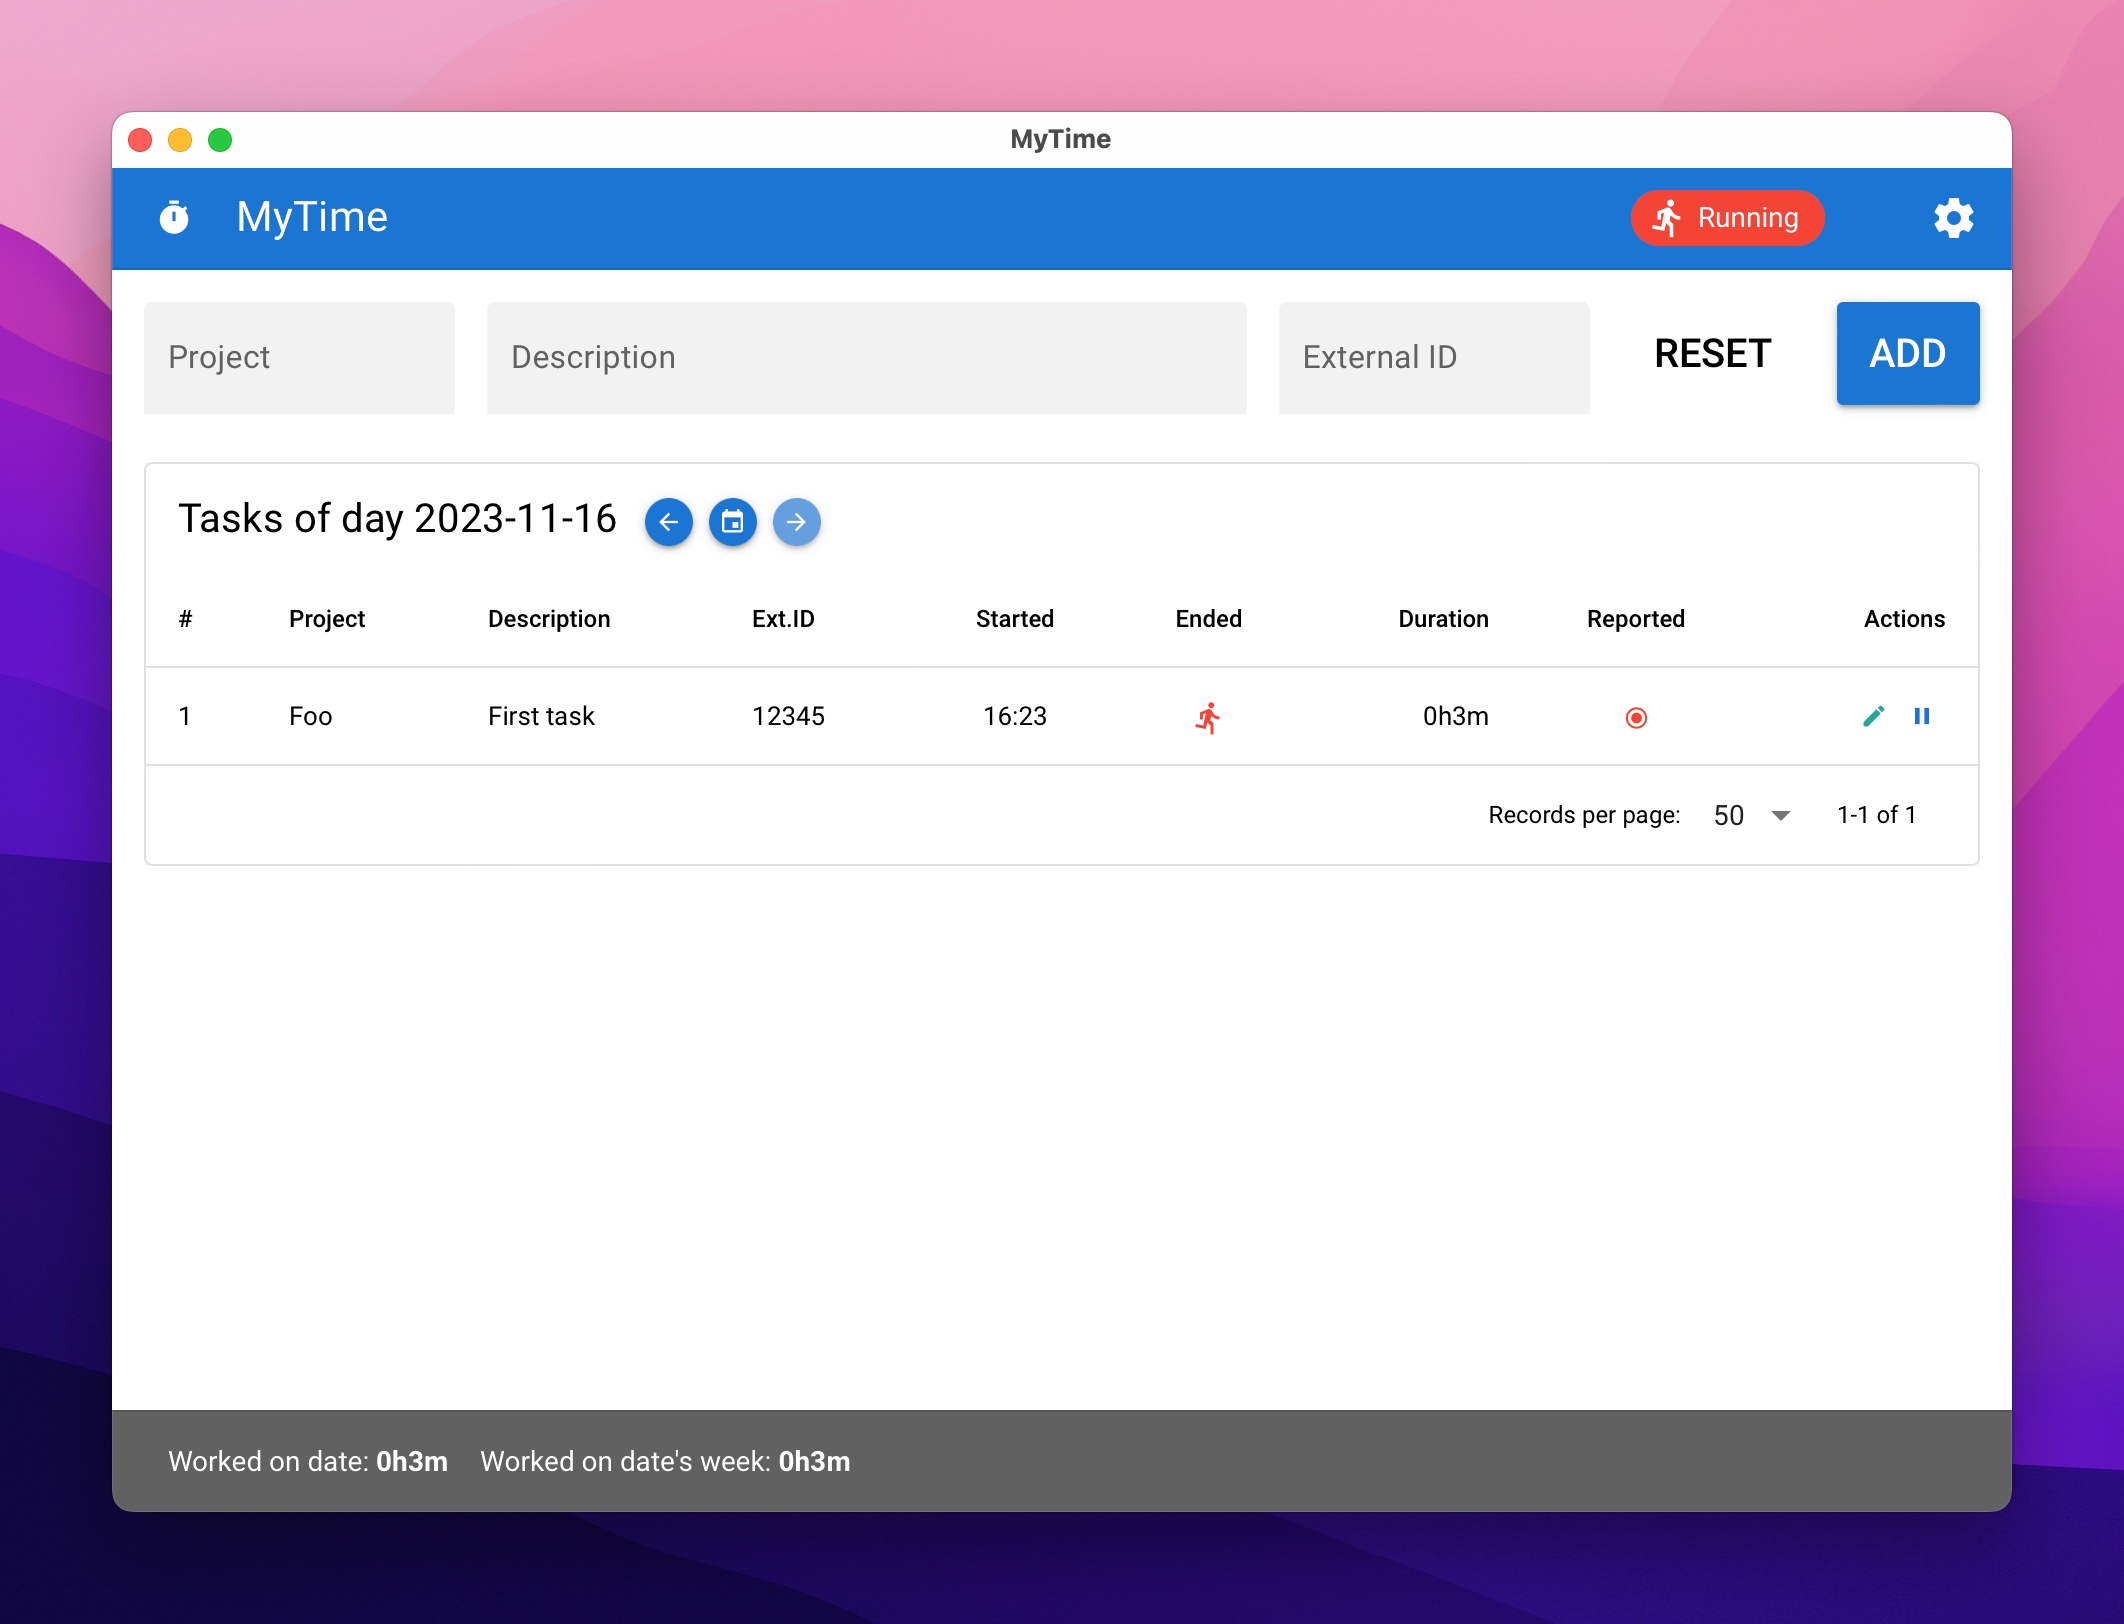 MyTime
MyTime
Running
Project
Description
External ID
RESET
ADD
Tasks of day 2023-11-16
# Project Description Ext.ID Started Ended Duration Reported Actions
1 Foo First task 12345 16:23 0h3m
Records per page: 50 1-1 of 1
Worked on date: 0h3m Worked on date's week: 0h3m